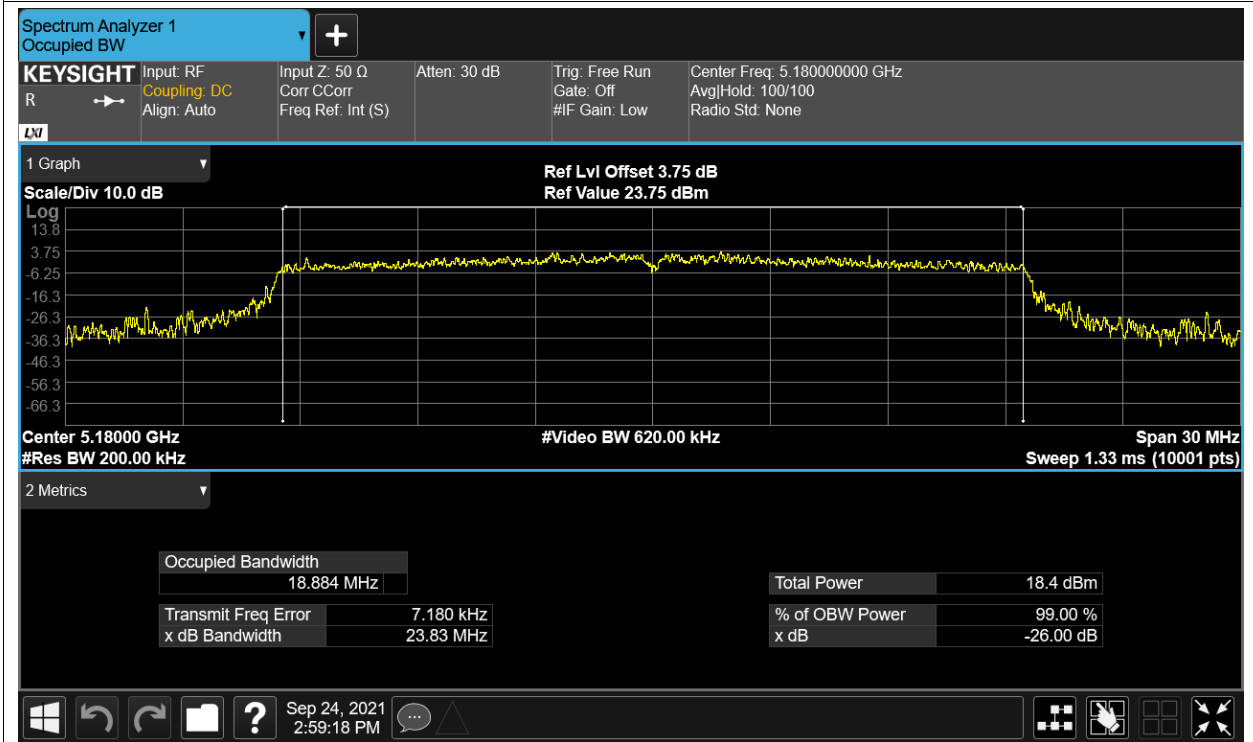 Spectrum Analyzer 1
Occupied BW
KEYSIGHT
R
LXI
Input: RF
Coupling: DC
Align: Auto
Input Z: 50 Ω
Corr CCorr
Freq Ref: Int (S)
Atten: 30 dB
Trig: Free Run
Gate: Off
#IF Gain: Low
Center Freq: 5.180000000 GHz
Avg|Hold: 100/100
Radio Std: None
1 Graph
Scale/Div 10.0 dB
Ref Lvl Offset 3.75 dB
Ref Value 23.75 dBm
Log
13.8
3.75
-6.25
-16.3
-26.3
-36.3
-46.3
-56.3
-66.3
Center 5.18000 GHz
#Res BW 200.00 kHz
#Video BW 620.00 kHz
Span 30 MHz
Sweep 1.33 ms (10001 pts)
2 Metrics
Occupied Bandwidth
18.884 MHz
Transmit Freq Error 7.180 kHz
x dB Bandwidth 23.83 MHz
Total Power 18.4 dBm
% of OBW Power 99.00 %
x dB -26.00 dB
?
Sep 24, 2021
2:59:18 PM